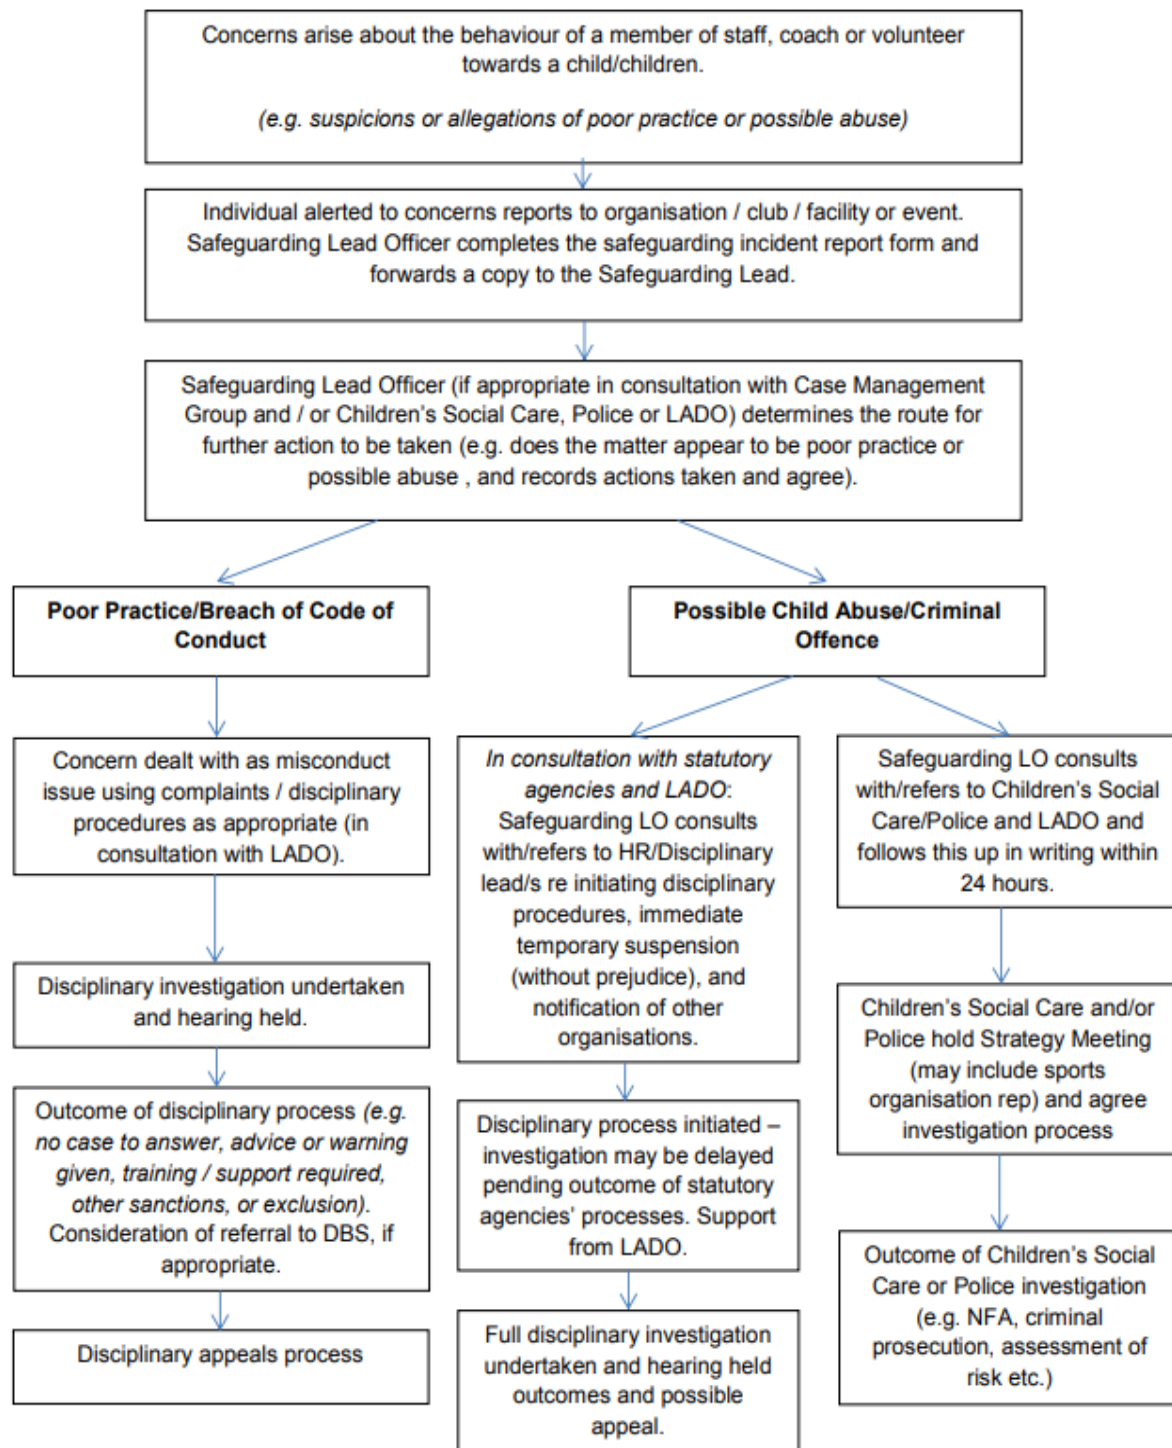 Concerns arise about the behaviour of a member of staff, coach or volunteer
towards a child/children.
(e.g. suspicions or allegations of poor practice or possible abuse)
Individual alerted to concerns reports to organisation / club / facility or event.
Safeguarding Lead Officer completes the safeguarding incident report form and
forwards a copy to the Safeguarding Lead.
Safeguarding Lead Officer (if appropriate in consultation with Case Management
Group and / or Children's Social Care, Police or LADO) determines the route for
further action to be taken (e.g. does the matter appear to be poor practice or
possible abuse , and records actions taken and agree).
Poor Practice/Breach of Code of
Conduct
Concern dealt with as misconduct
issue using complaints / disciplinary
procedures as appropriate (in
consultation with LADO).
Disciplinary investigation undertaken
and hearing held.
Outcome of disciplinary process (e.g.
no case to answer, advice or warning
given, training / support required,
other sanctions, or exclusion).
Consideration of referral to DBS, if
appropriate.
Disciplinary appeals process
Possible Child Abuse/Criminal
Offence
In consultation with statutory
agencies and LADO:
Safeguarding LO consults
with/refers to HR/Disciplinary
lead/s re initiating disciplinary
procedures, immediate
temporary suspension
(without prejudice), and
notification of other
organisations.
Disciplinary process initiated –
investigation may be delayed
pending outcome of statutory
agencies' processes. Support
from LADO.
Full disciplinary investigation
undertaken and hearing held
outcomes and possible
appeal.
Safeguarding LO consults
with/refers to Children's Social
Care/Police and LADO and
follows this up in writing within
24 hours.
Children's Social Care and/or
Police hold Strategy Meeting
(may include sports
organisation rep) and agree
investigation process
Outcome of Children's Social
Care or Police investigation
(e.g. NFA, criminal
prosecution, assessment of
risk etc.)